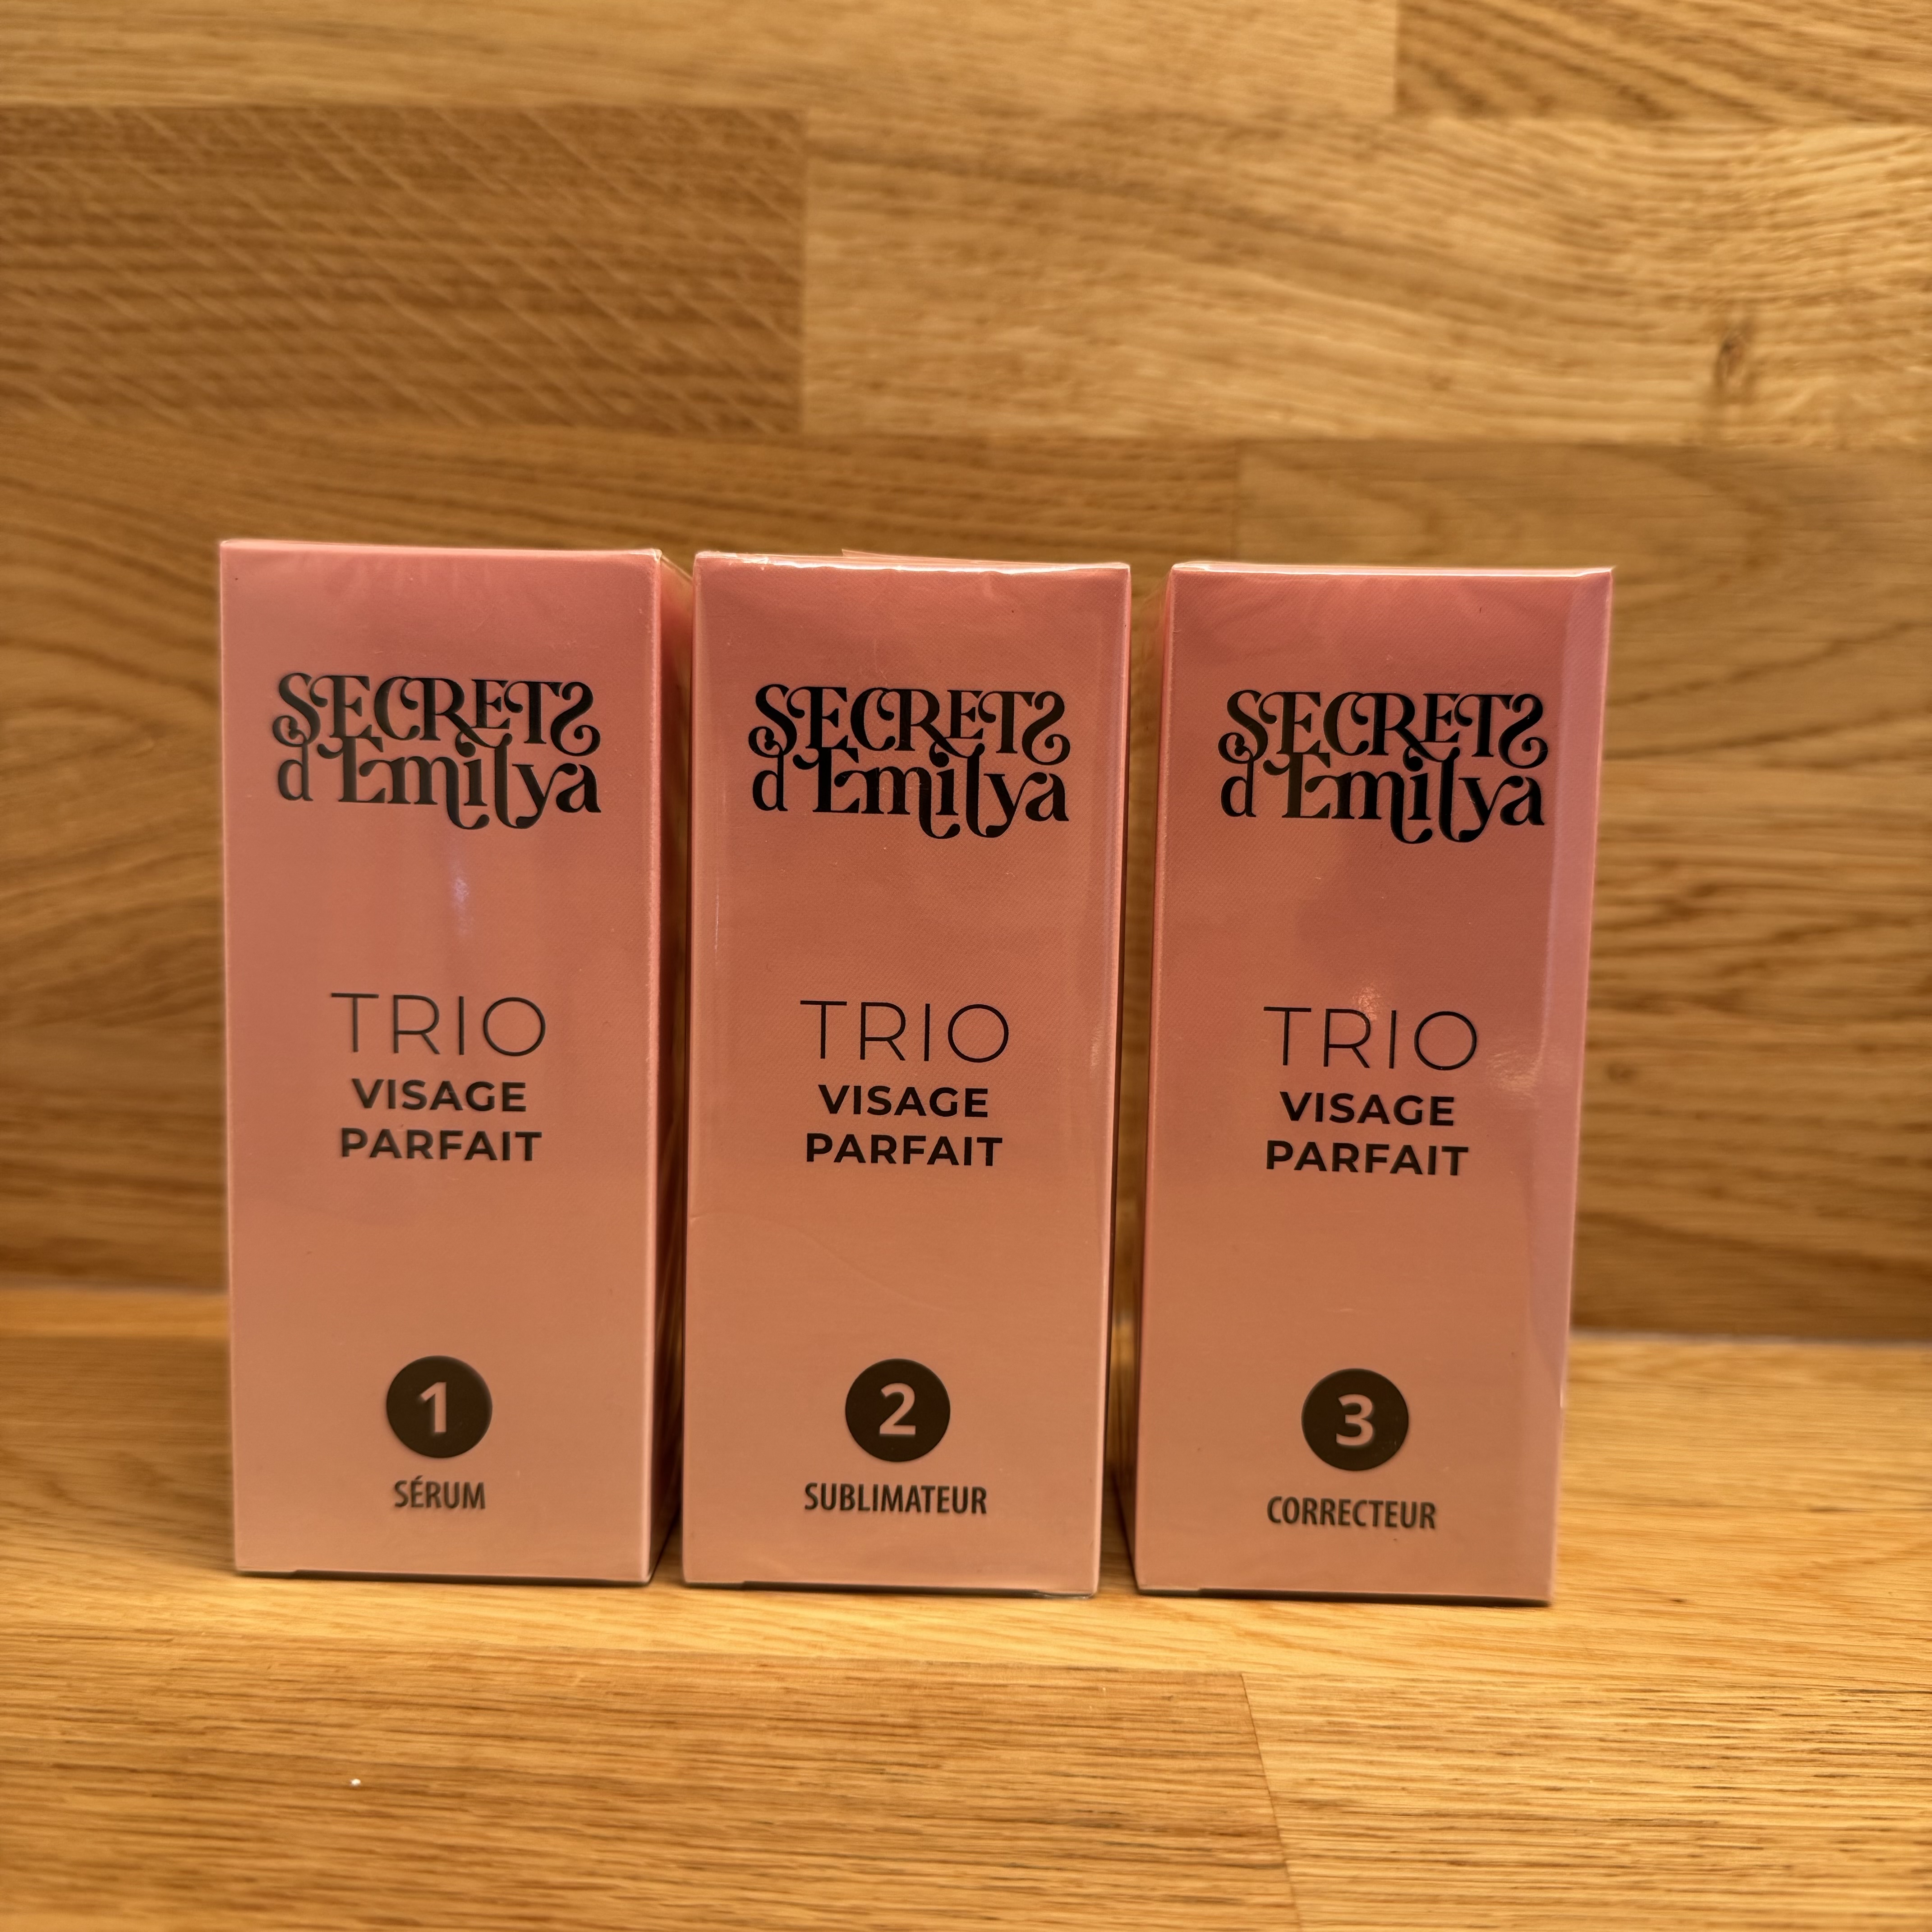 SECRETS
d'Emilya
TRIO
VISAGE
PARFAIT
1
SÉRUM
SECRETS
d'Emilya
TRIO
VISAGE
PARFAIT
2
SUBLIMATEUR
SECRETS
d'Emilya
TRIO
VISAGE
PARFAIT
3
CORRECTEUR